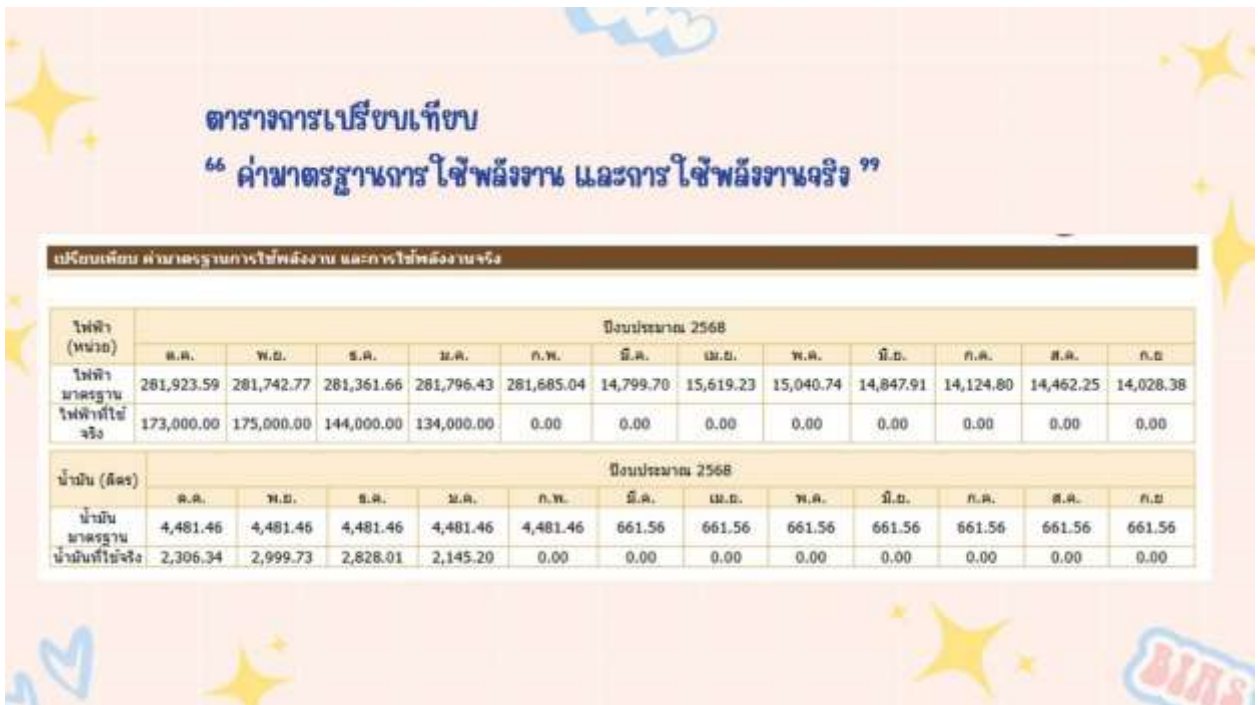 ตารางการเปรียบเทียบ
“ ค่ามาตรฐานการใช้พลังงาน และการใช้พลังงานจริง ”
เปรียบเทียบ ค่ามาตรฐานการใช้พลังงาน และการใช้พลังงานจริง
ไฟฟ้า (หน่วย) ปีงบประมาณ 2568
ต.ค. พ.ย. ธ.ค. ม.ค. ก.พ. มี.ค. เม.ย. พ.ค. มิ.ย. ก.ค. ส.ค. ก.ย
ไฟฟ้ามาตรฐาน 281,923.59 281,742.77 281,361.66 281,796.43 281,685.04 14,799.70 15,619.23 15,040.74 14,847.91 14,124.80 14,462.25 14,028.38
ไฟฟ้าที่ใช้จริง 173,000.00 175,000.00 144,000.00 134,000.00 0.00 0.00 0.00 0.00 0.00 0.00 0.00 0.00
น้ำมัน (ลิตร) ปีงบประมาณ 2568
ต.ค. พ.ย. ธ.ค. ม.ค. ก.พ. มี.ค. เม.ย. พ.ค. มิ.ย. ก.ค. ส.ค. ก.ย
น้ำมันมาตรฐาน 4,481.46 4,481.46 4,481.46 4,481.46 4,481.46 661.56 661.56 661.56 661.56 661.56 661.56 661.56
น้ำมันที่ใช้จริง 2,306.34 2,999.73 2,828.01 2,145.20 0.00 0.00 0.00 0.00 0.00 0.00 0.00 0.00
BIAS